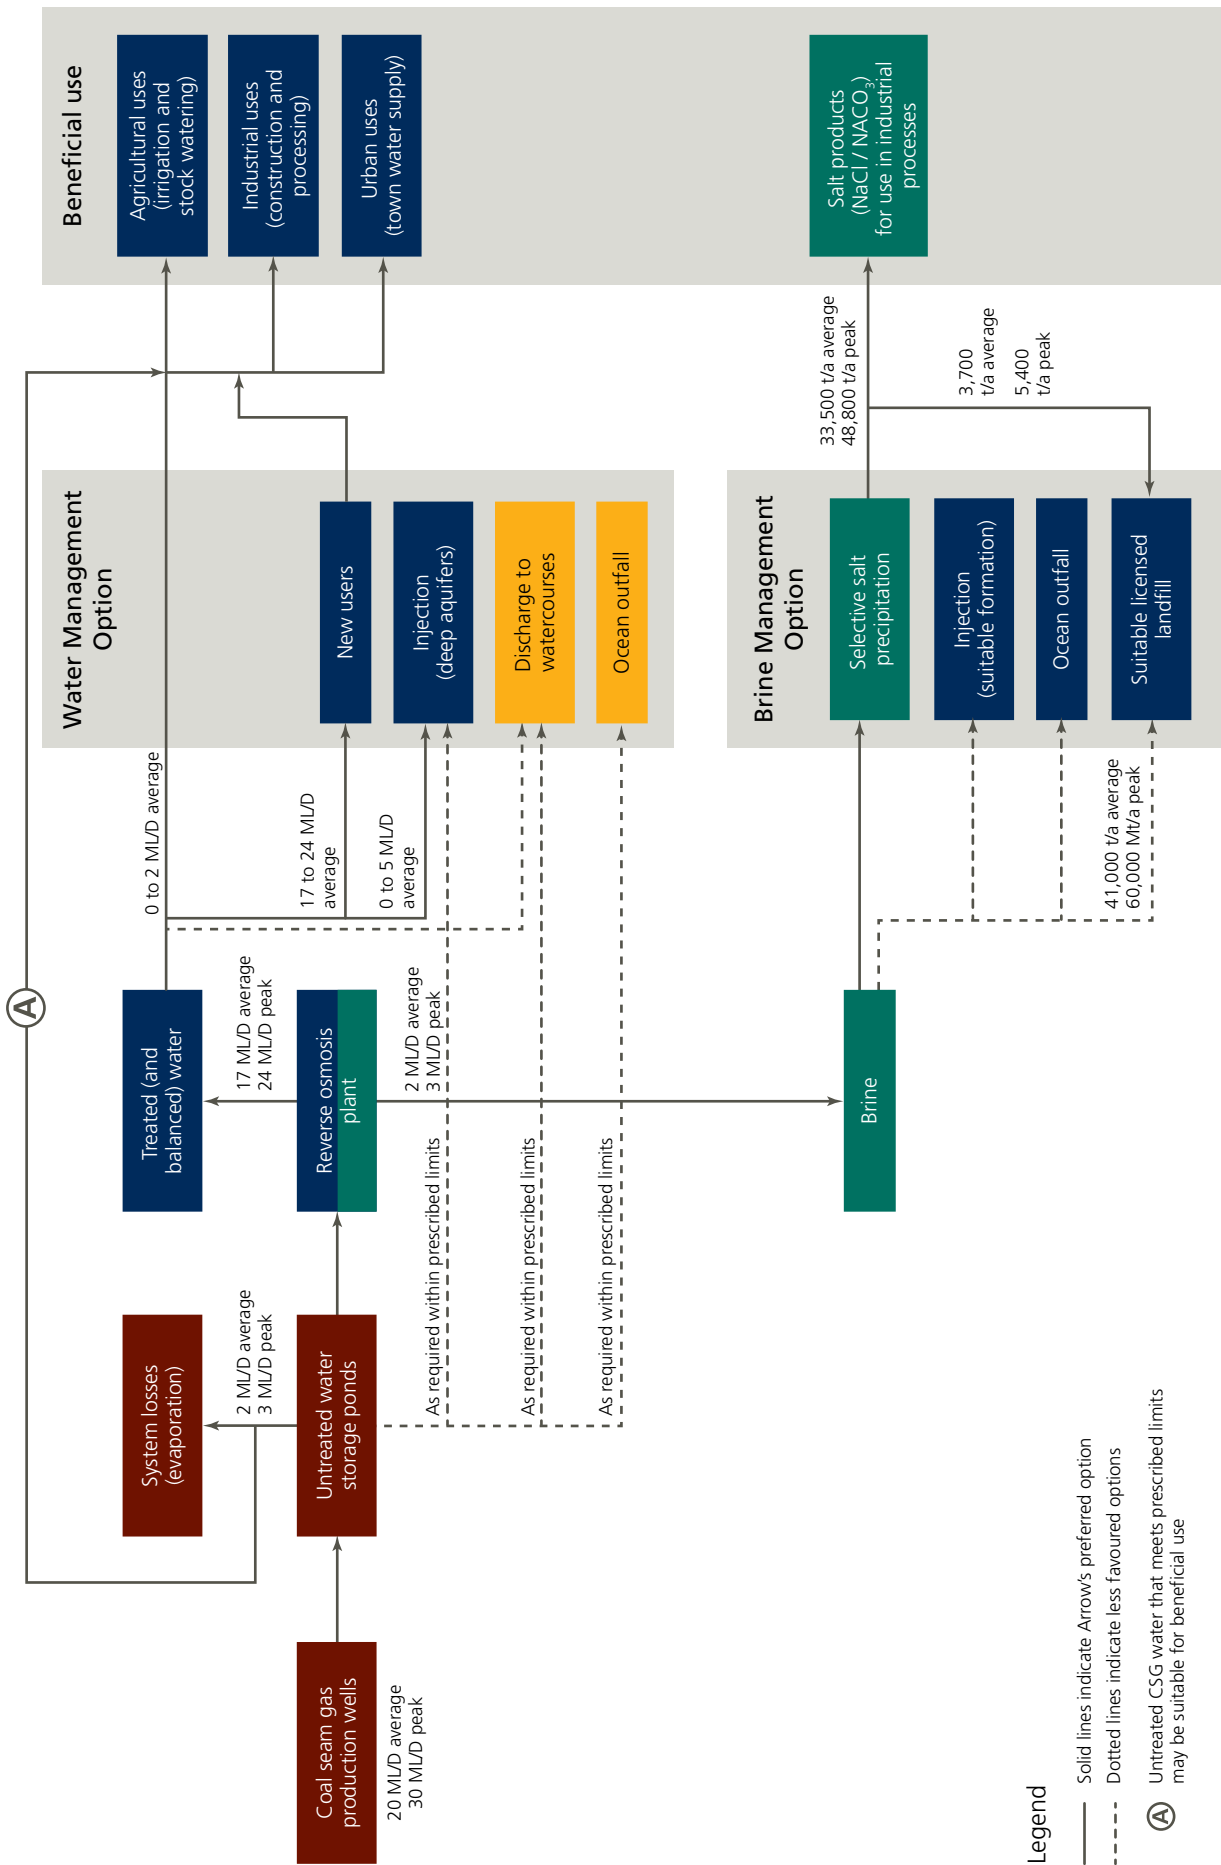 Coal seam gas
production wells
20 ML/D average
30 ML/D peak
System losses
(evaporation)
2 ML/D average
3 ML/D peak
Untreated water
storage ponds
As required within prescribed limits
As required within prescribed limits
As required within prescribed limits
A
Treated (and
balanced) water
17 ML/D average
24 ML/D peak
Reverse osmosis
plant
2 ML/D average
3 ML/D peak
Brine
0 to 2 ML/D average
17 to 24 ML/D
average
0 to 5 ML/D
average
41,000 t/a average
60,000 Mt/a peak
Water Management
Option
New users
Injection
(deep aquifers)
Discharge to
watercourses
Ocean outfall
Brine Management
Option
Selective salt
precipitation
Injection
(suitable formation)
Ocean outfall
Suitable licensed
landfill
33,500 t/a average
48,800 t/a peak
3,700
t/a average
5,400
t/a peak
Beneficial use
Agricultural uses
(irrigation and
stock watering)
Industrial uses
(construction and
processing)
Urban uses
(town water supply)
Salt products
(NaCl / NACO3)
for use in industrial
processes
Legend
Solid lines indicate Arrow's preferred option
Dotted lines indicate less favoured options
A Untreated CSG water that meets prescribed limits
may be suitable for beneficial use